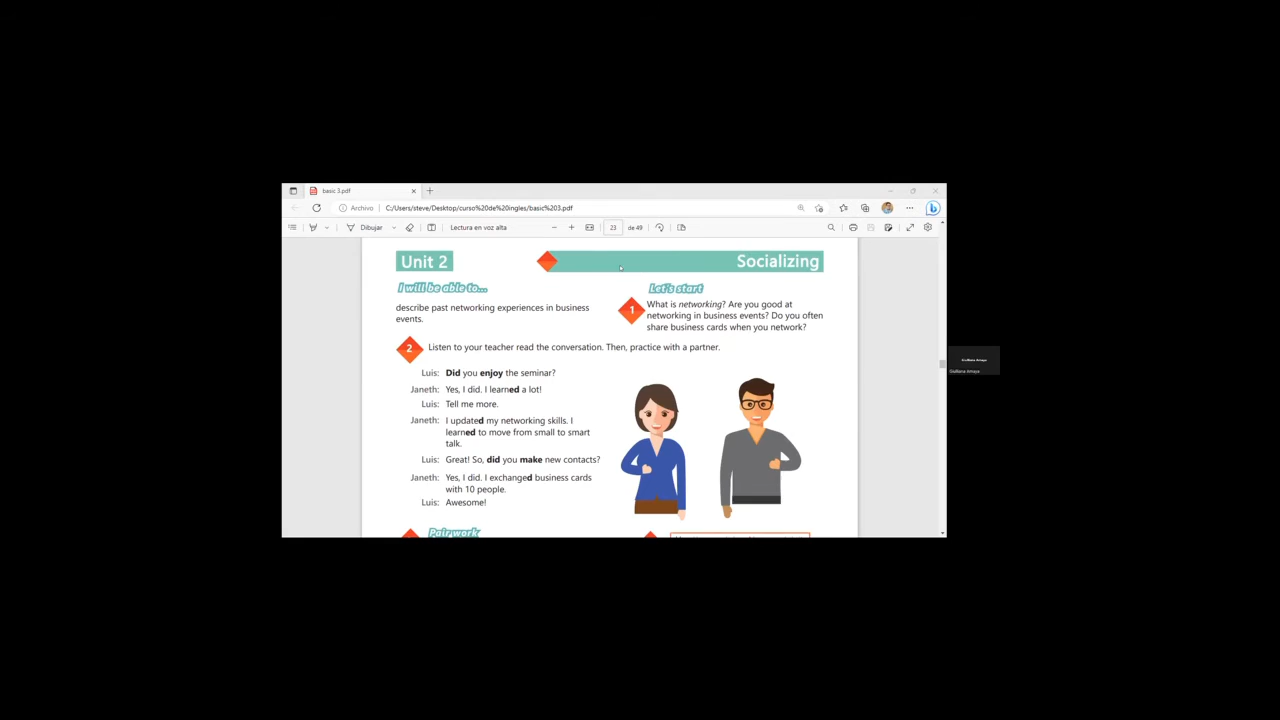 basic 3.pdf
Archivo
C:/Users/steve/Desktop/curso%20de%20ingles/basic%203.pdf
Dibujar
Lectura en voz alta
23
de 49
Unit 2
Socializing
I will be able to...
describe past networking experiences in business
events.
Let's start
1
What is networking? Are you good at
networking in business events? Do you often
share business cards when you network?
2
Listen to your teacher read the conversation. Then, practice with a partner.
Luis: Did you enjoy the seminar?
Janeth: Yes, I did. I learned a lot!
Luis: Tell me more.
Janeth: I updated my networking skills. I
learned to move from small to smart
talk.
Luis: Great! So, did you make new contacts?
Janeth: Yes, I did. I exchanged business cards
with 10 people.
Luis: Awesome!
Pair work